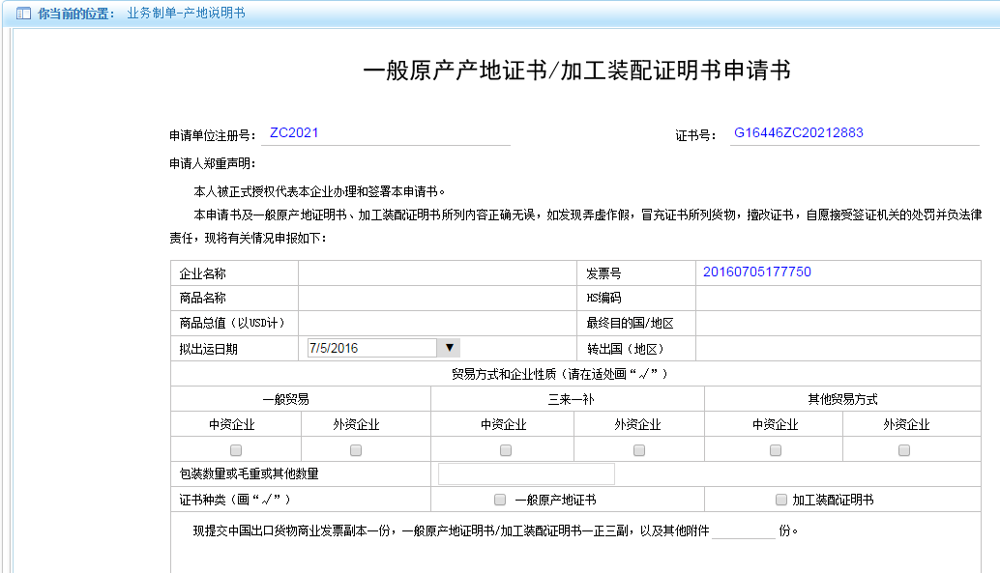 你当前的位置： 业务制单-产地说明书
一般原产产地证书/加工装配证明书申请书
申请单位注册号： ZC2021 证书号： G16446ZC20212883
申请人郑重声明：
本人被正式授权代表本企业办理和签署本申请书。
本申请书及一般原产地证明书、加工装配证明书所列内容正确无误，如发现弄虚作假，冒充证书所列货物，擅改证书，自愿接受签证机关的处罚并负法律
责任，现将有关情况申报如下：
企业名称 发票号 20160705177750
商品名称 HS编码
商品总值（以USD计） 最终目的国/地区
拟出运日期 7/5/2016 转出国（地区）
贸易方式和企业性质（请在适处画“√”）
一般贸易 三来一补 其他贸易方式
中资企业 外资企业 中资企业 外资企业 中资企业 外资企业
包装数量或毛重或其他数量
证书种类（画“√”） 一般原产地证书 加工装配证明书
现提交中国出口货物商业发票副本一份，一般原产地证明书/加工装配证明书一正三副，以及其他附件 份。